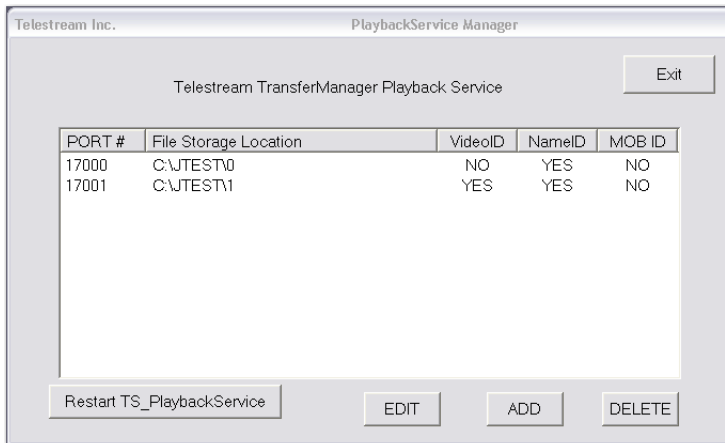 Telestream Inc. PlaybackService Manager
Exit
Telestream TransferManager Playback Service
PORT # File Storage Location VideoID NameID MOB ID
17000 C:\JTEST\0 NO YES NO
17001 C:\JTEST\1 YES YES NO
Restart TS_PlaybackService EDIT ADD DELETE